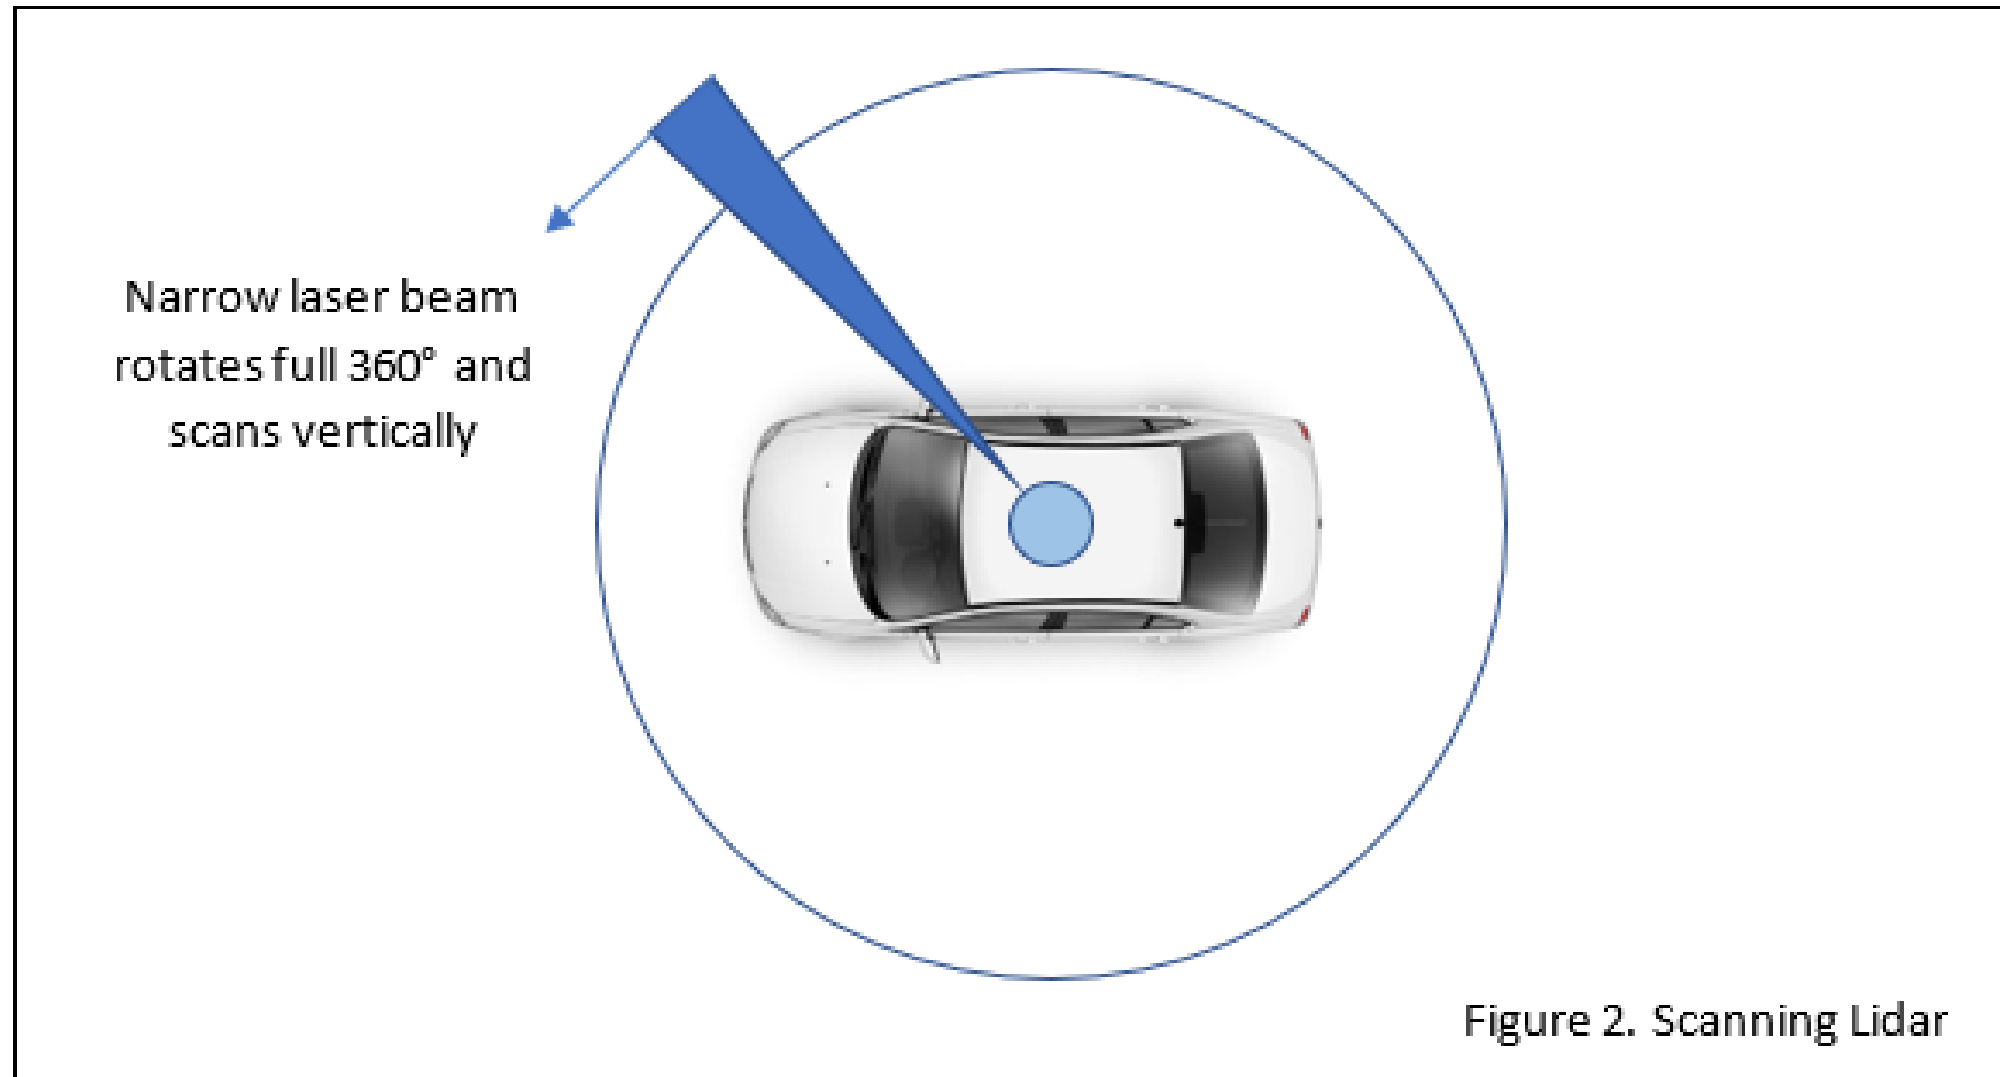 Narrow laser beam
rotates full 360° and
scans vertically
Figure 2. Scanning Lidar